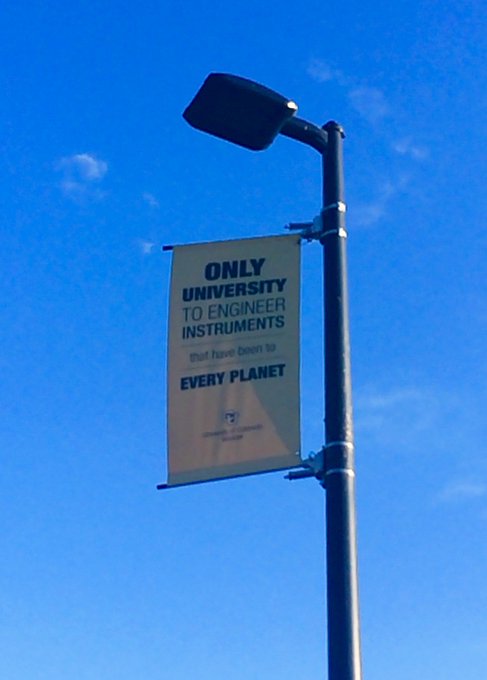 ONLY
UNIVERSITY
TO ENGINEER
INSTRUMENTS
that have been to
EVERY PLANET